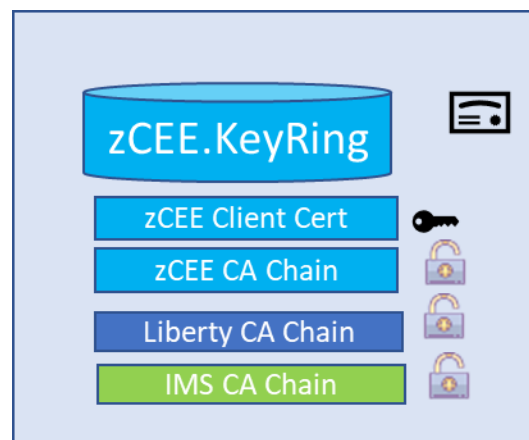 zCEE.KeyRing
zCEE Client Cert
zCEE CA Chain
Liberty CA Chain
IMS CA Chain